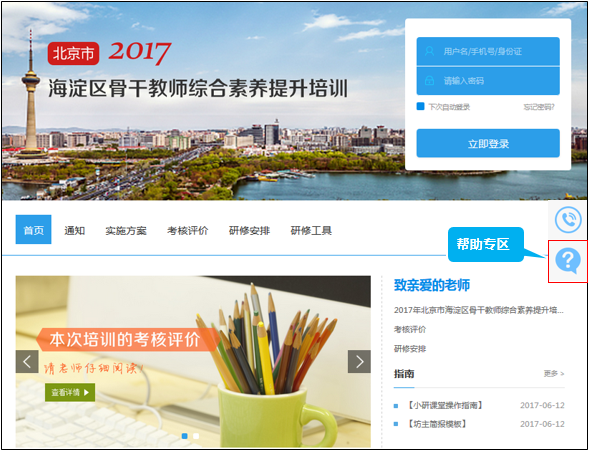 北京市 2017
海淀区骨干教师综合素养提升培训
用户名/手机号/身份证
请输入密码
下次自动登录 忘记密码?
立即登录
首页 通知 实施方案 考核评价 研修安排 研修工具
帮助专区
?
致亲爱的老师
2017年北京市海淀区骨干教师综合素养提升培...
考核评价
研修安排
本次培训的考核评价
请老师仔细阅读!
查看详情
指南 更多 >
【小研课堂操作指南】 2017-06-12
【坊主简报模板】 2017-06-12